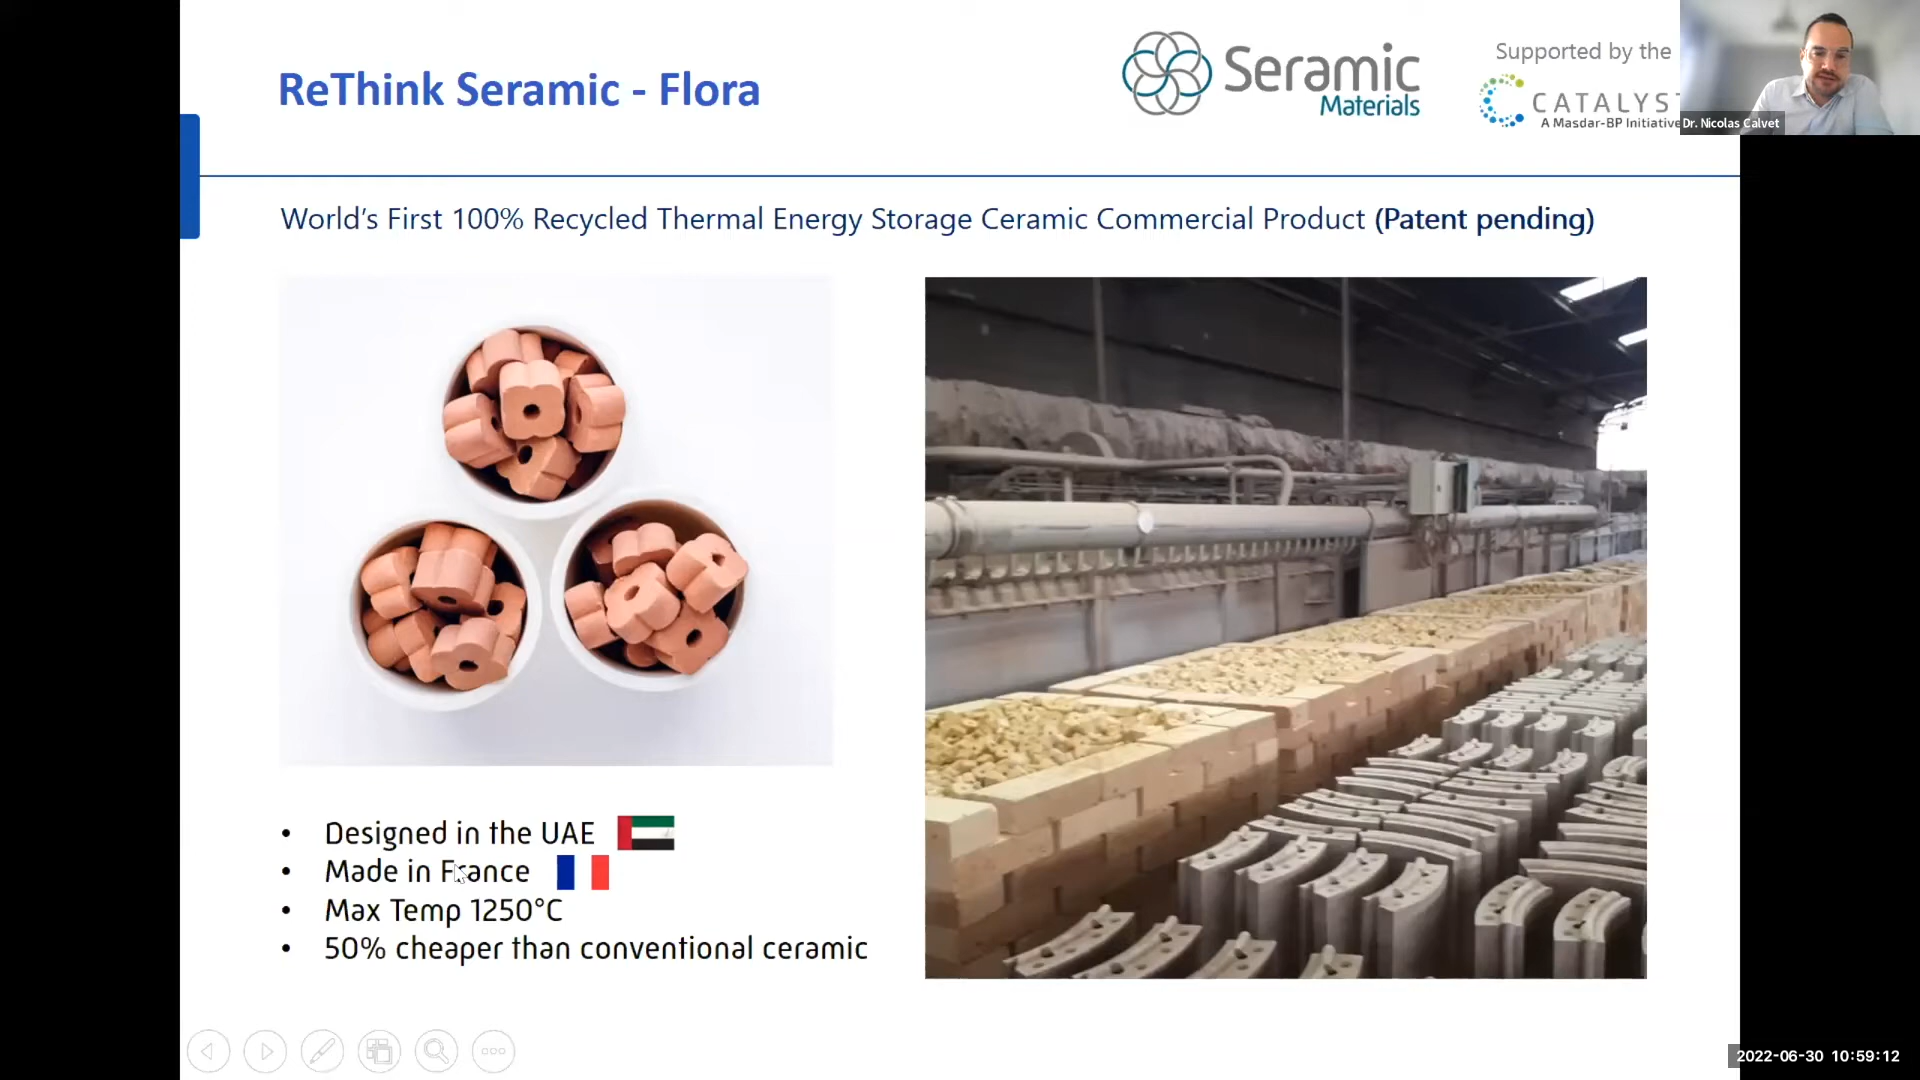 ReThink Seramic - Flora
Seramic
Materials
Supported by the
CATALYST
A Masdar-BP Initiative
Dr. Nicolas Calvet
World's First 100% Recycled Thermal Energy Storage Ceramic Commercial Product (Patent pending)
• Designed in the UAE
• Made in France
• Max Temp 1250°C
• 50% cheaper than conventional ceramic
2022-06-30 10:59:12